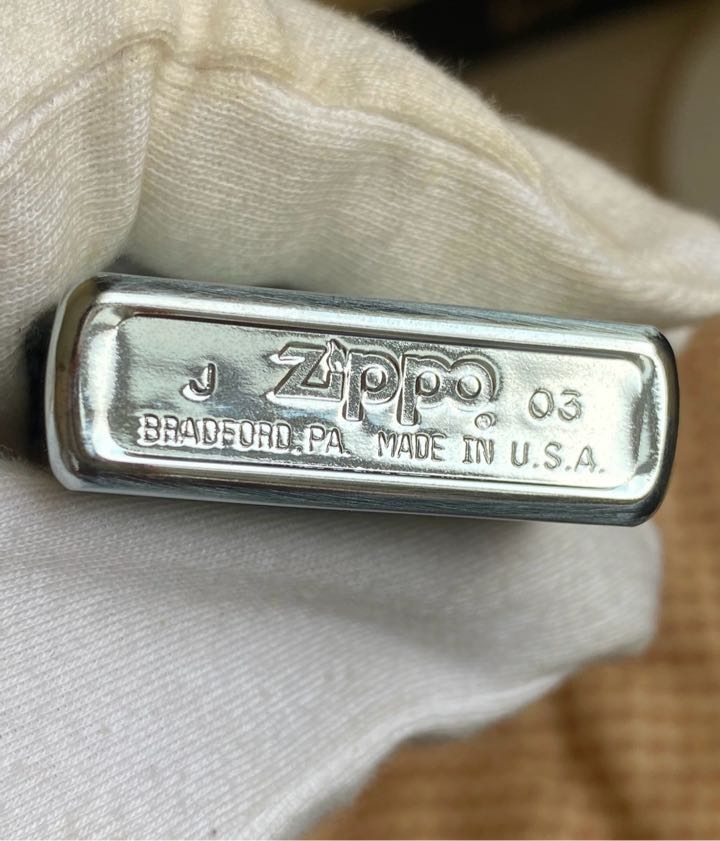 J Zippo® 03
BRADFORD, PA. MADE IN U.S.A.